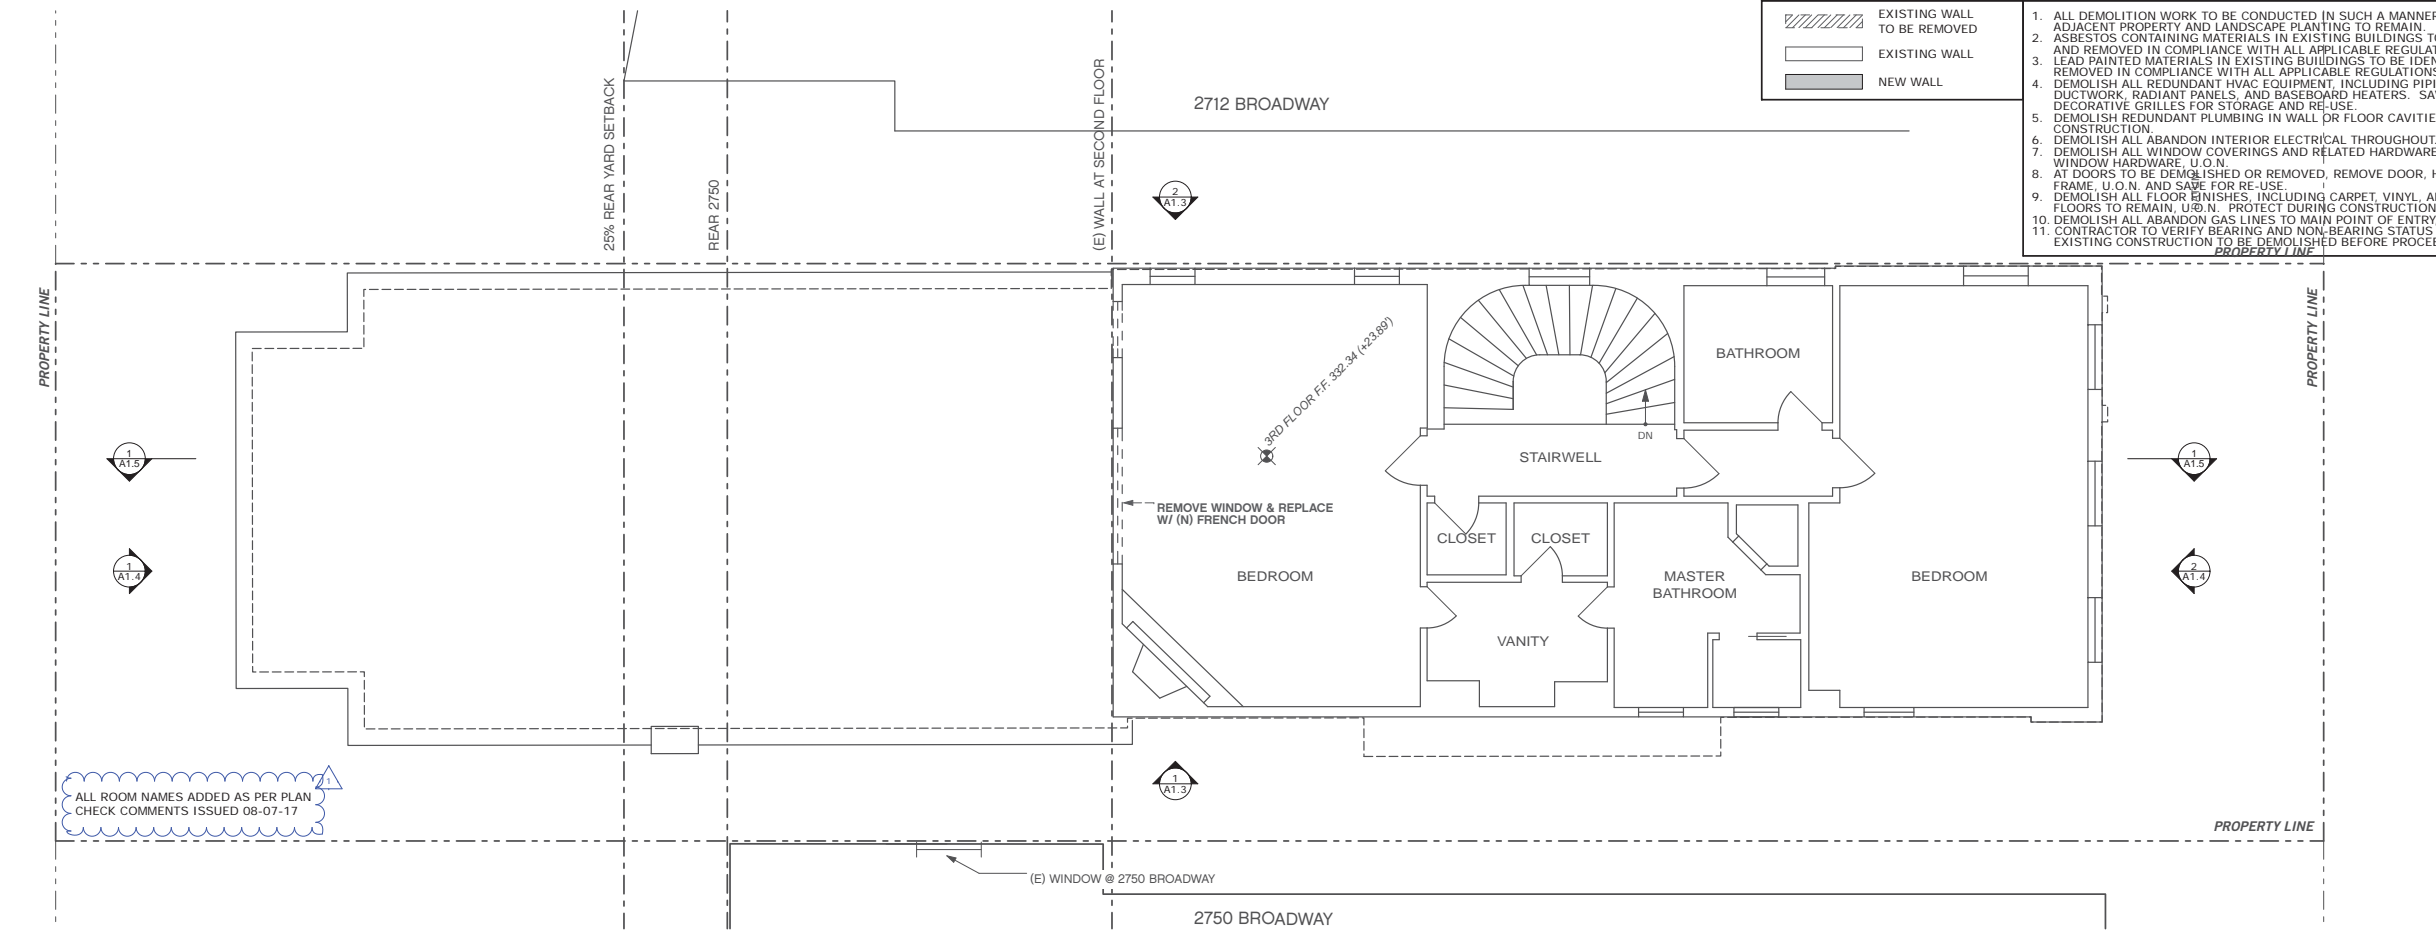 EXISTING WALL
TO BE REMOVED
EXISTING WALL
NEW WALL
1. ALL DEMOLITION WORK TO BE CONDUCTED IN SUCH A MANNER
ADJACENT PROPERTY AND LANDSCAPE PLANTING TO REMAIN.
2. ASBESTOS CONTAINING MATERIALS IN EXISTING BUILDINGS TO
AND REMOVED IN COMPLIANCE WITH ALL APPLICABLE REGULAT
3. LEAD PAINTED MATERIALS IN EXISTING BUILDINGS TO BE IDEN
REMOVED IN COMPLIANCE WITH ALL APPLICABLE REGULATIONS
4. DEMOLISH ALL REDUNDANT HVAC EQUIPMENT, INCLUDING PIPI
DUCTWORK, RADIANT PANELS, AND BASEBOARD HEATERS. SA
DECORATIVE GRILLES FOR STORAGE AND RE-USE.
5. DEMOLISH REDUNDANT PLUMBING IN WALL OR FLOOR CAVITIE
CONSTRUCTION.
6. DEMOLISH ALL ABANDON INTERIOR ELECTRICAL THROUGHOUT
7. DEMOLISH ALL WINDOW COVERINGS AND RELATED HARDWARE
WINDOW HARDWARE, U.O.N.
8. AT DOORS TO BE DEMOLISHED OR REMOVED, REMOVE DOOR, H
FRAME, U.O.N. AND SAVE FOR RE-USE.
9. DEMOLISH ALL FLOOR FINISHES, INCLUDING CARPET, VINYL, A
FLOORS TO REMAIN, U.O.N. PROTECT DURING CONSTRUCTION
10. DEMOLISH ALL ABANDON GAS LINES TO MAIN POINT OF ENTRY
11. CONTRACTOR TO VERIFY BEARING AND NON-BEARING STATUS
EXISTING CONSTRUCTION TO BE DEMOLISHED BEFORE PROCEE
25% REAR YARD SETBACK
REAR 2750
(E) WALL AT SECOND FLOOR
2712 BROADWAY
2
A1.3
PROPERTY LINE
PROPERTY LINE
PROPERTY LINE
3RD FLOOR F.F. 332.34 (+23.89')
BATHROOM
DN
STAIRWELL
1
A1.5
1
A1.5
REMOVE WINDOW & REPLACE
W/ (N) FRENCH DOOR
CLOSET
CLOSET
1
A1.4
BEDROOM
MASTER
BATHROOM
BEDROOM
2
A1.4
VANITY
1
A1.3
1
ALL ROOM NAMES ADDED AS PER PLAN
CHECK COMMENTS ISSUED 08-07-17
PROPERTY LINE
(E) WINDOW @ 2750 BROADWAY
2750 BROADWAY